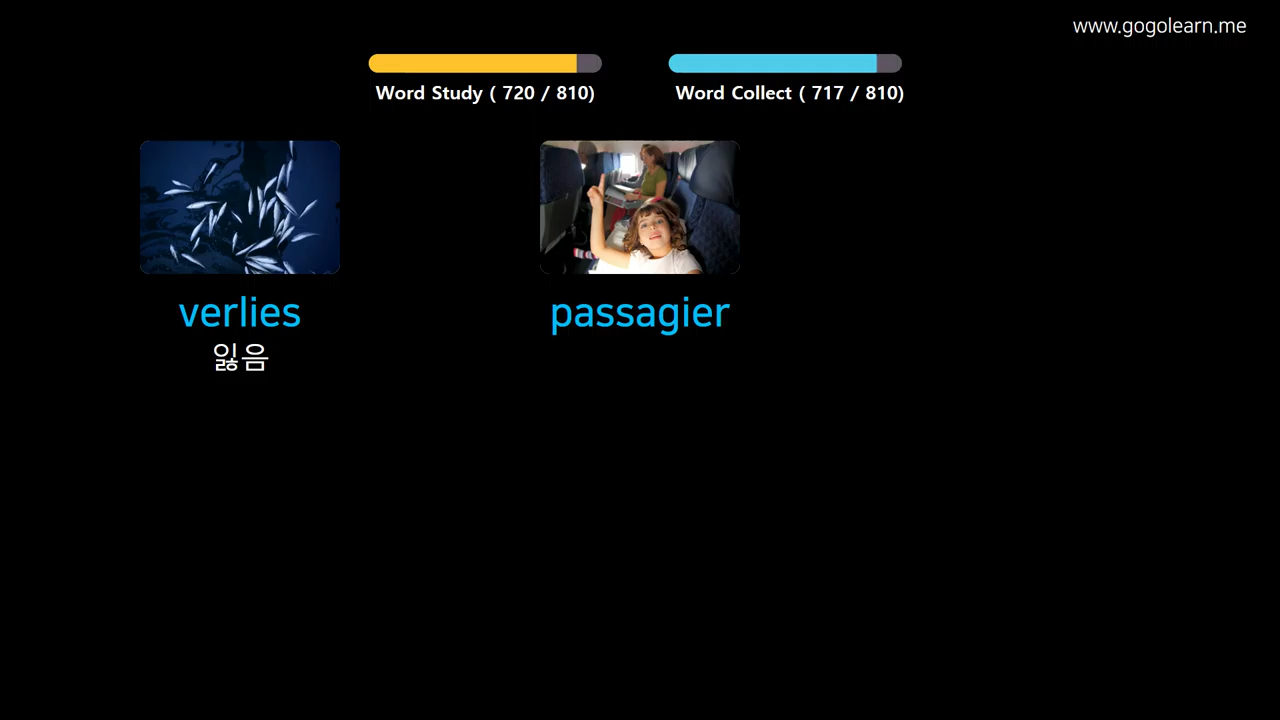 www.gogolearn.me
Word Study ( 720 / 810)
Word Collect ( 717 / 810)
verlies
passagier
잃음